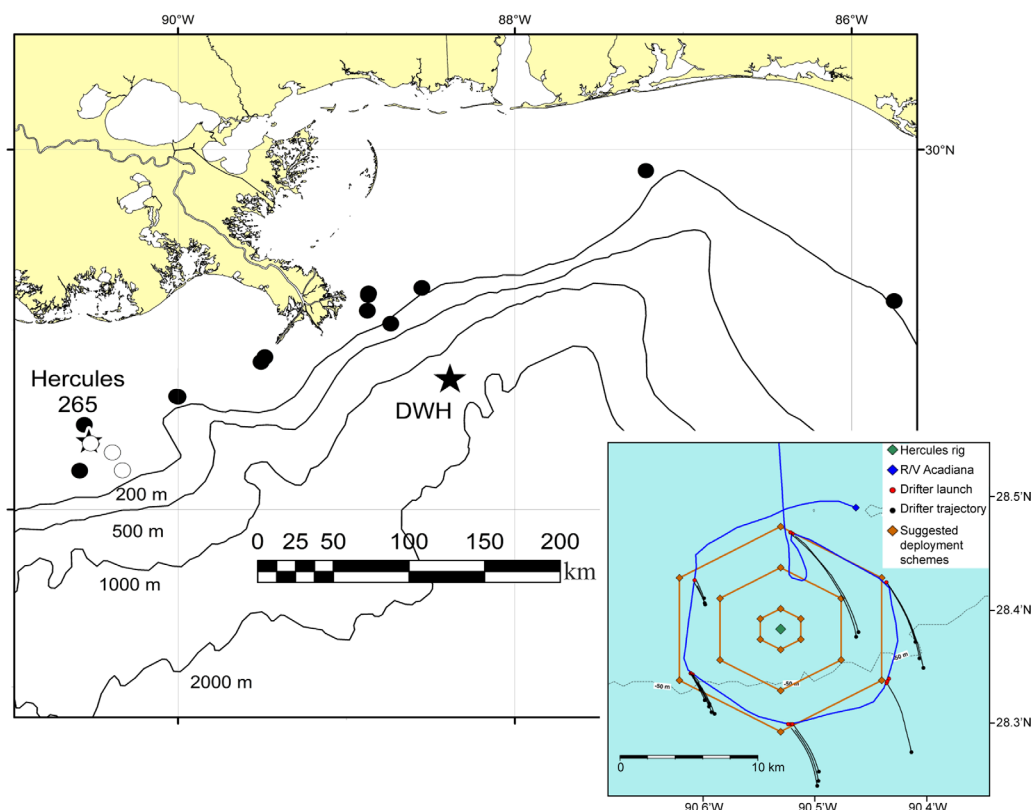 90°W
88°W
86°W
30°N
Hercules
265
DWH
200 m
500 m
1000 m
2000 m
0 25 50 100 150 200
km
Hercules rig
R/V Acadiana
Drifter launch
Drifter trajectory
Suggested
deployment
schemes
28.5'N
28.4'N
28.3'N
-50 m
-50 m
50 m
0 10 km
90.6'W
90.5'W
90.4'W